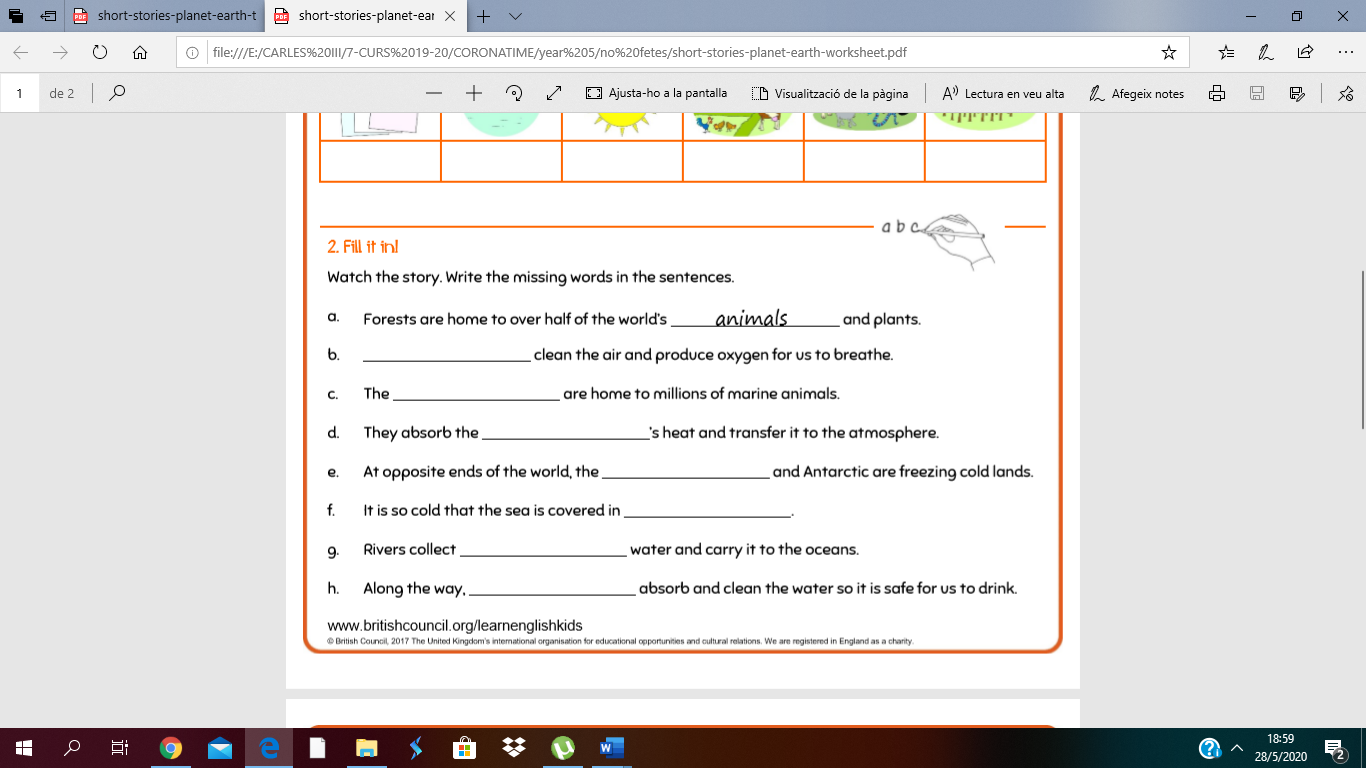 short-stories-planet-earth-t
short-stories-planet-ear
file:///E:/CARLES%20III/7-CURS%202019-20/CORONATIME/year%205/no%20fetes/short-stories-planet-earth-worksheet.pdf
1 de 2
Ajusta-ho a la pantalla
Visualització de la pàgina
Lectura en veu alta
Afegeix notes
a b c
2. Fill it in!
Watch the story. Write the missing words in the sentences.
a. Forests are home to over half of the world's animals and plants.
b. ____________________ clean the air and produce oxygen for us to breathe.
c. The ____________________ are home to millions of marine animals.
d. They absorb the ____________________'s heat and transfer it to the atmosphere.
e. At opposite ends of the world, the ____________________ and Antarctic are freezing cold lands.
f. It is so cold that the sea is covered in ____________________.
g. Rivers collect ____________________ water and carry it to the oceans.
h. Along the way, ____________________ absorb and clean the water so it is safe for us to drink.
www.britishcouncil.org/learnenglishkids
© British Council, 2017 The United Kingdom's international organisation for educational opportunities and cultural relations. We are registered in England as a charity.
18:59
28/5/2020
2